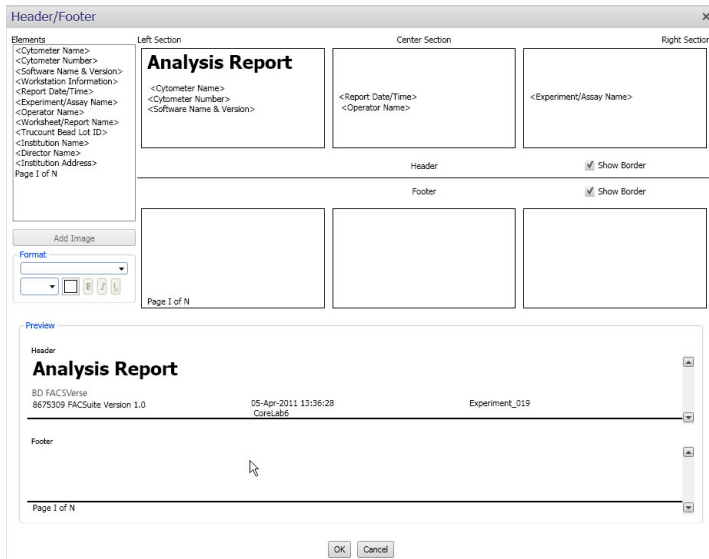 Header/Footer
Elements
Left Section
Center Section
Right Section
<Cytometer Name>
<Cytometer Number>
<Software Name & Version>
<Workstation Information>
<Report Date/Time>
<Experiment/Assay Name>
<Operator Name>
<Worksheet/Report Name>
<Trucount Bead Lot ID>
<Institution Name>
<Director Name>
<Institution Address>
Page I of N
Analysis Report
<Cytometer Name>
<Cytometer Number>
<Software Name & Version>
<Report Date/Time>
<Operator Name>
<Experiment/Assay Name>
Header
Show Border
Footer
Show Border
Add Image
Format
B I L
Page I of N
Preview
Header
Analysis Report
BD FACSVerse
8675309 FACSuite Version 1.0
05-Apr-2011 13:36:28
CoreLab6
Experiment_019
Footer
Page I of N
OK
Cancel